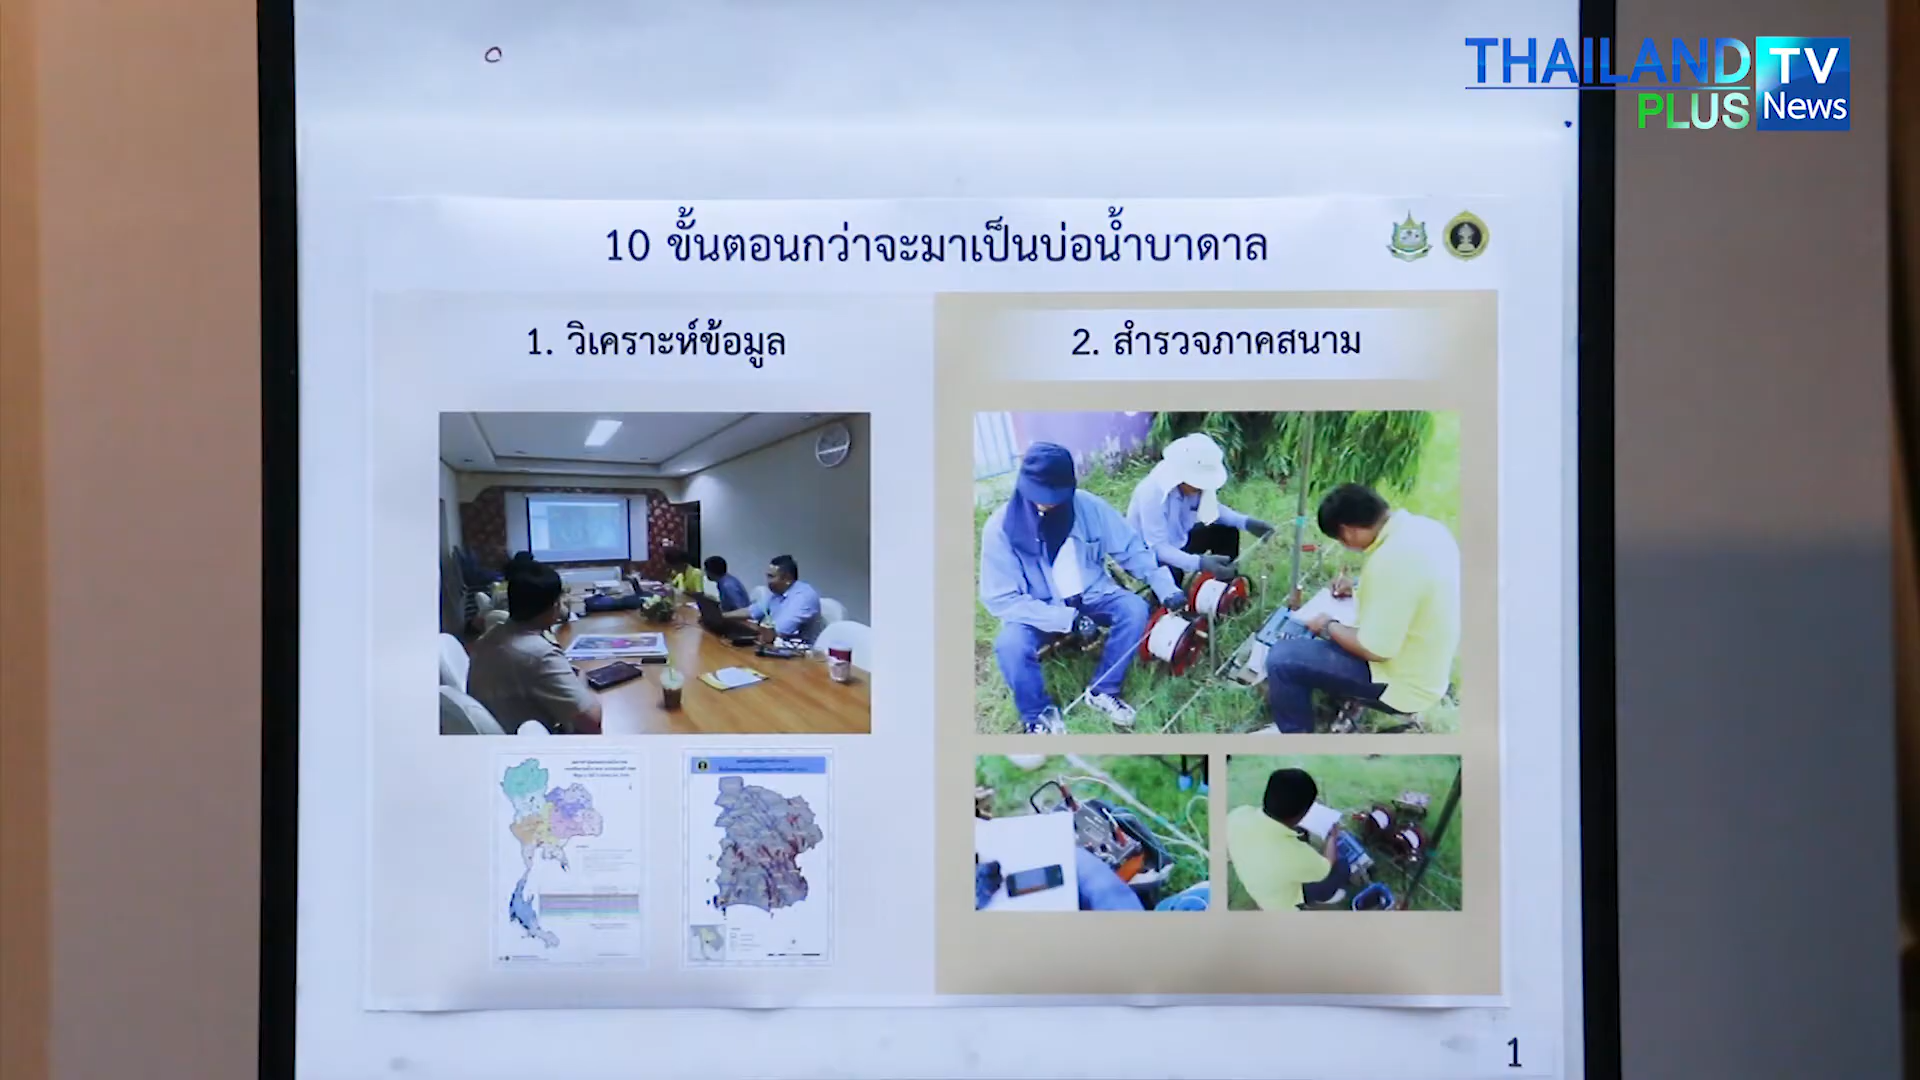 THAILAND
PLUS
TV
News
10 ขั้นตอนกว่าจะมาเป็นบ่อน้ำบาดาล
1. วิเคราะห์ข้อมูล
2. สำรวจภาคสนาม
1